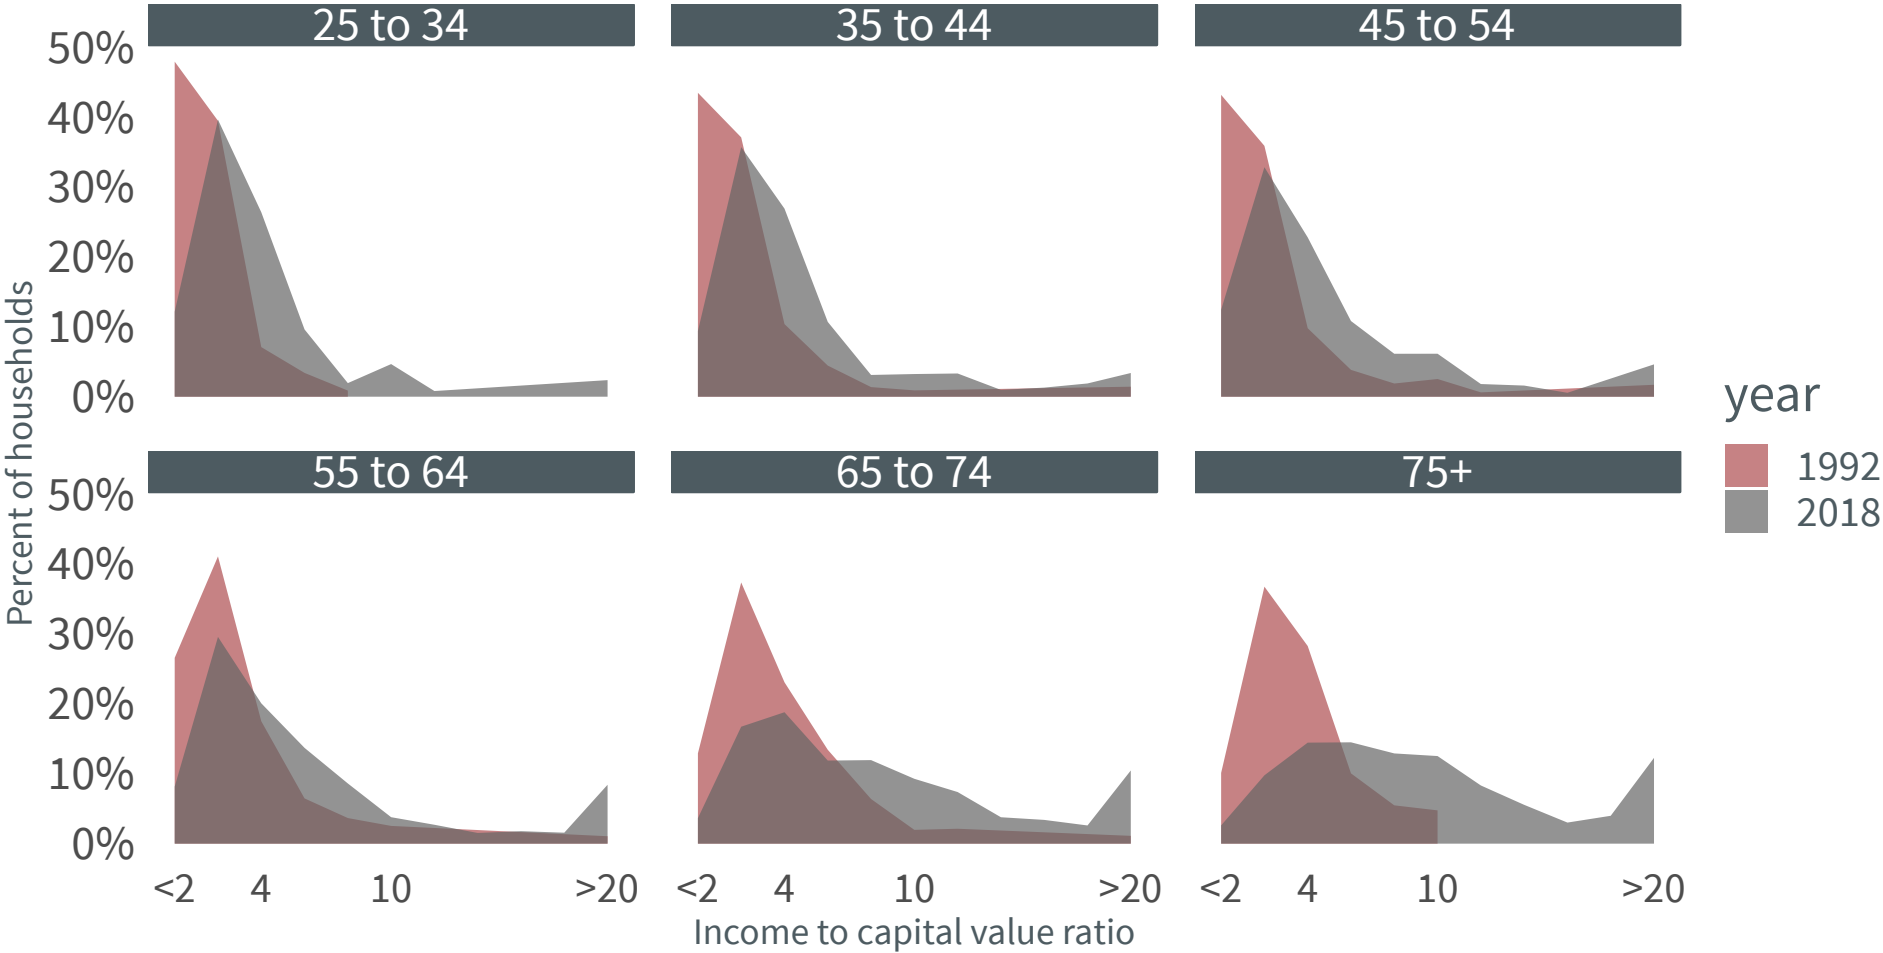 25 to 34
35 to 44
45 to 54
50%
40%
30%
20%
10%
0%
55 to 64
65 to 74
75+
50%
40%
30%
20%
10%
0%
<2 4 10 >20
<2 4 10 >20
<2 4 10 >20
Income to capital value ratio
Percent of households
year
1992
2018